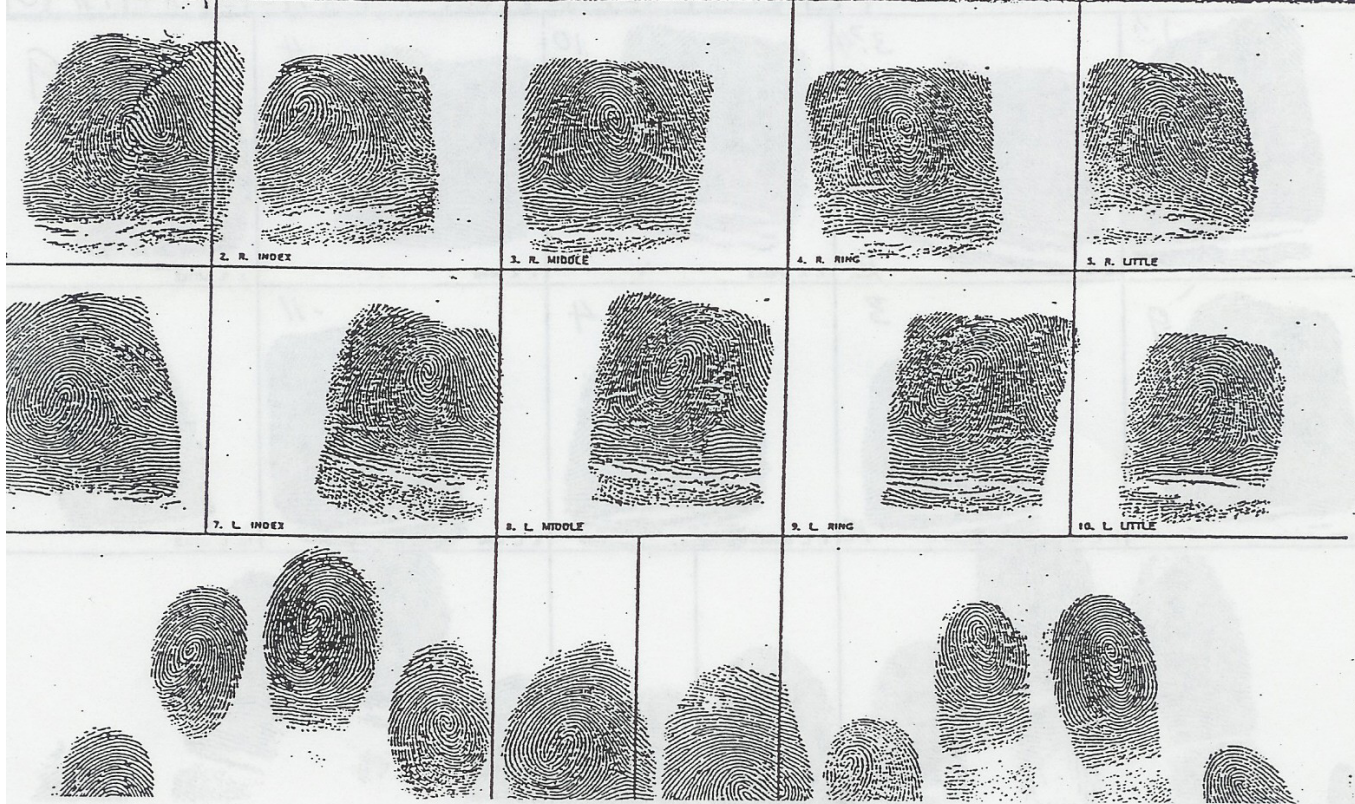 2. R. INDEX
3. R. MIDDLE
4. R. RING
5. R. LITTLE
7. L. INDEX
8. L. MIDDLE
9. L. RING
10. L. LITTLE